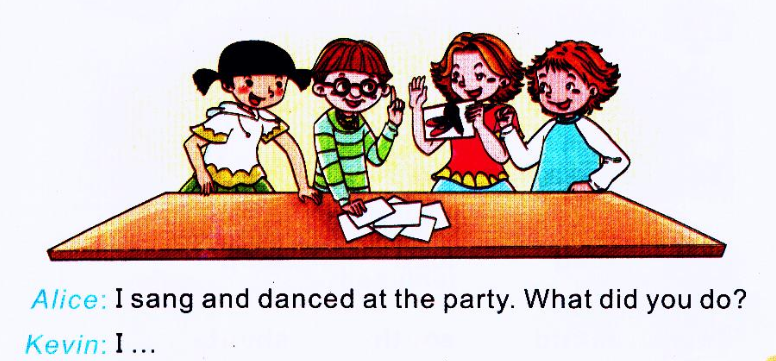 Alice: I sang and danced at the party. What did you do?
Kevin: I ...